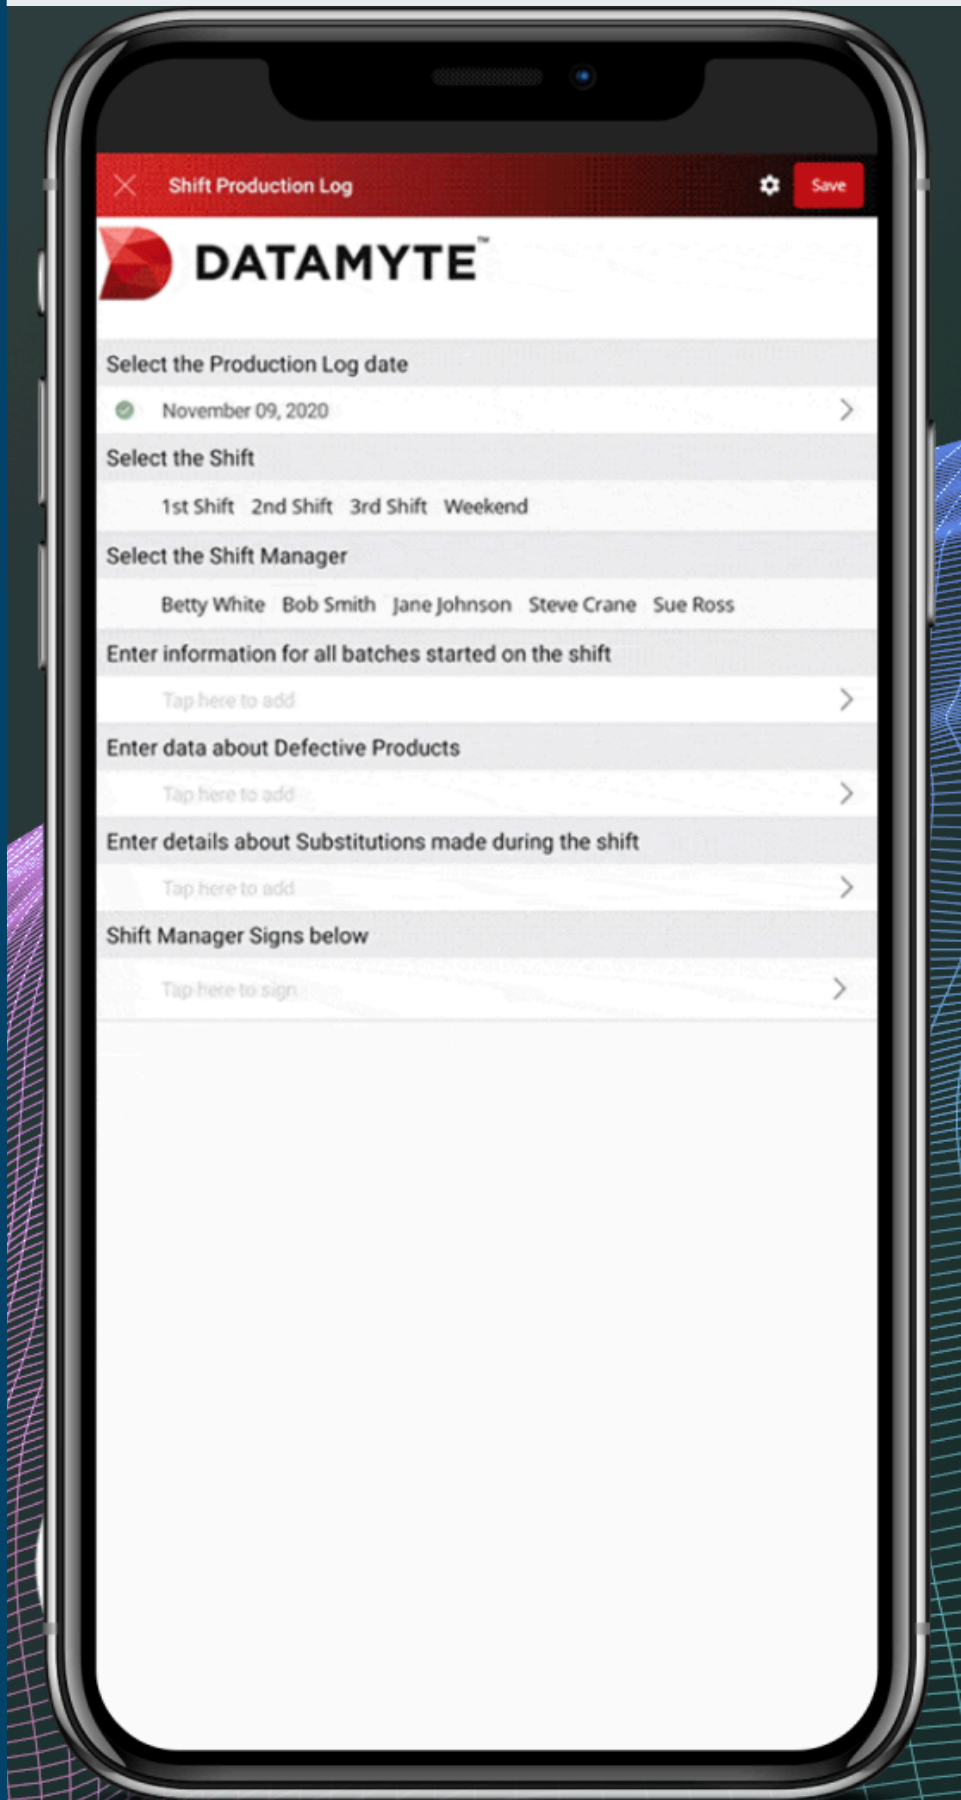 Shift Production Log
Save
DATAMYTE™
Select the Production Log date
November 09, 2020
Select the Shift
1st Shift 2nd Shift 3rd Shift Weekend
Select the Shift Manager
Betty White Bob Smith Jane Johnson Steve Crane Sue Ross
Enter information for all batches started on the shift
Tap here to add
Enter data about Defective Products
Tap here to add
Enter details about Substitutions made during the shift
Tap here to add
Shift Manager Signs below
Tap here to sign